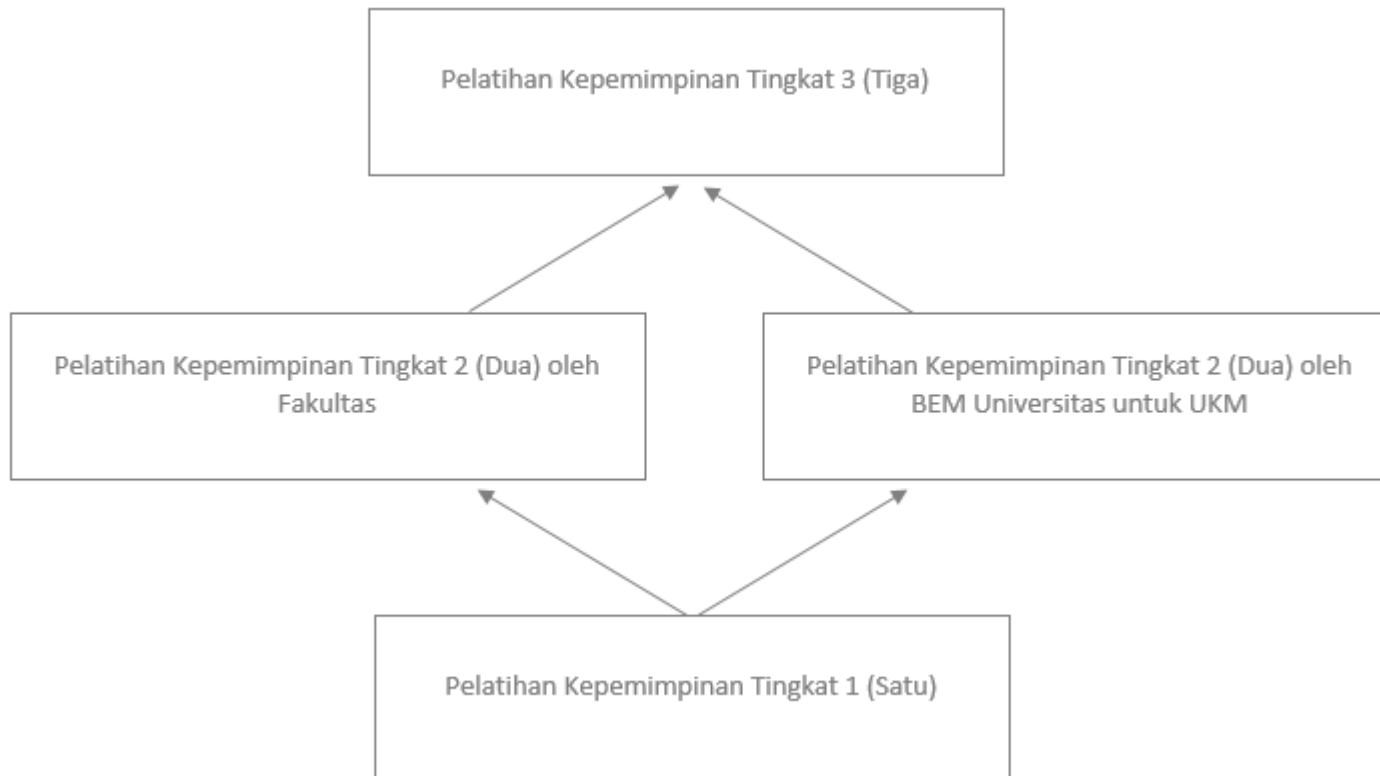 Pelatihan Kepemimpinan Tingkat 3 (Tiga)
Pelatihan Kepemimpinan Tingkat 2 (Dua) oleh
Fakultas
Pelatihan Kepemimpinan Tingkat 2 (Dua) oleh
BEM Universitas untuk UKM
Pelatihan Kepemimpinan Tingkat 1 (Satu)